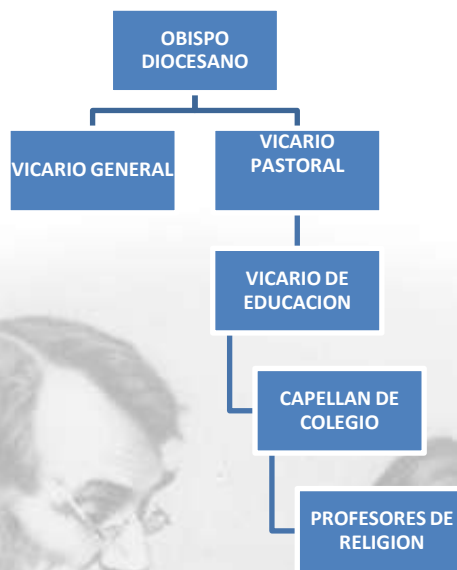 OBISPO
DIOCESANO
VICARIO GENERAL
VICARIO
PASTORAL
VICARIO DE
EDUCACION
CAPELLAN DE
COLEGIO
PROFESORES DE
RELIGION